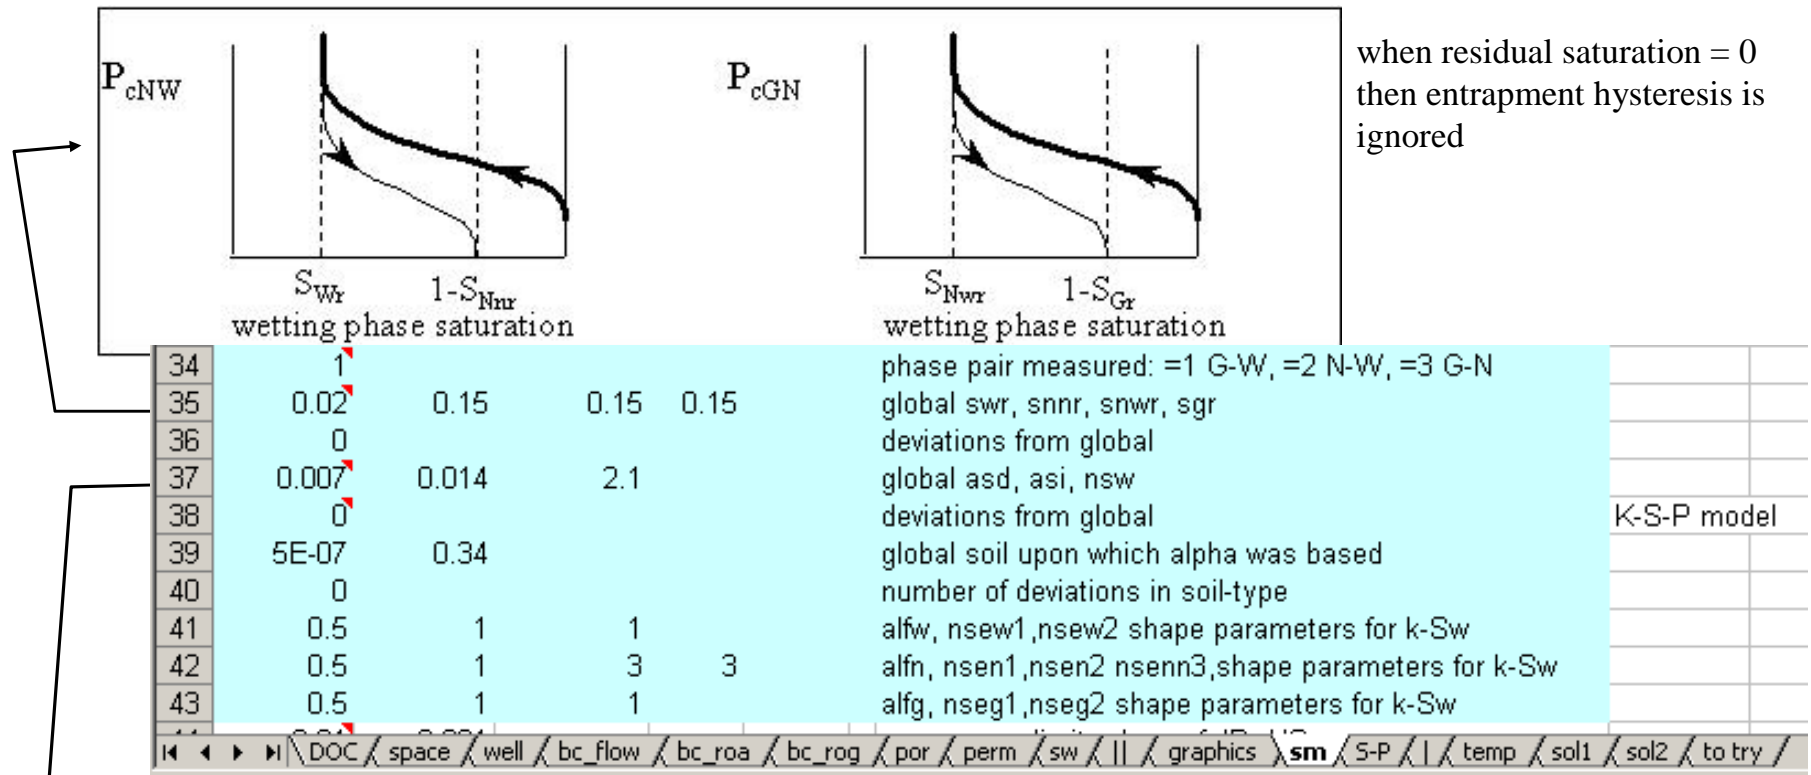 P_cNW
P_cGN
when residual saturation = 0
then entrapment hysteresis is
ignored
S_Wr 1-S_Nnr
wetting phase saturation
S_Nwr 1-S_Gr
wetting phase saturation
34 1 phase pair measured: =1 G-W, =2 N-W, =3 G-N
35 0.02 0.15 0.15 0.15 global swr, snnr, snwr, sgr
36 0 deviations from global
37 0.007 0.014 2.1 global asd, asi, nsw
38 0 deviations from global K-S-P model
39 5E-07 0.34 global soil upon which alpha was based
40 0 number of deviations in soil-type
41 0.5 1 1 alfw, nsew1,nsew2 shape parameters for k-Sw
42 0.5 1 3 3 alfn, nsen1,nsen2 nsenn3,shape parameters for k-Sw
43 0.5 1 1 alfg, nseg1,nseg2 shape parameters for k-Sw
DOC space well bc_flow bc_roa bc_rog por perm sw || graphics sm S-P | temp sol1 sol2 to try